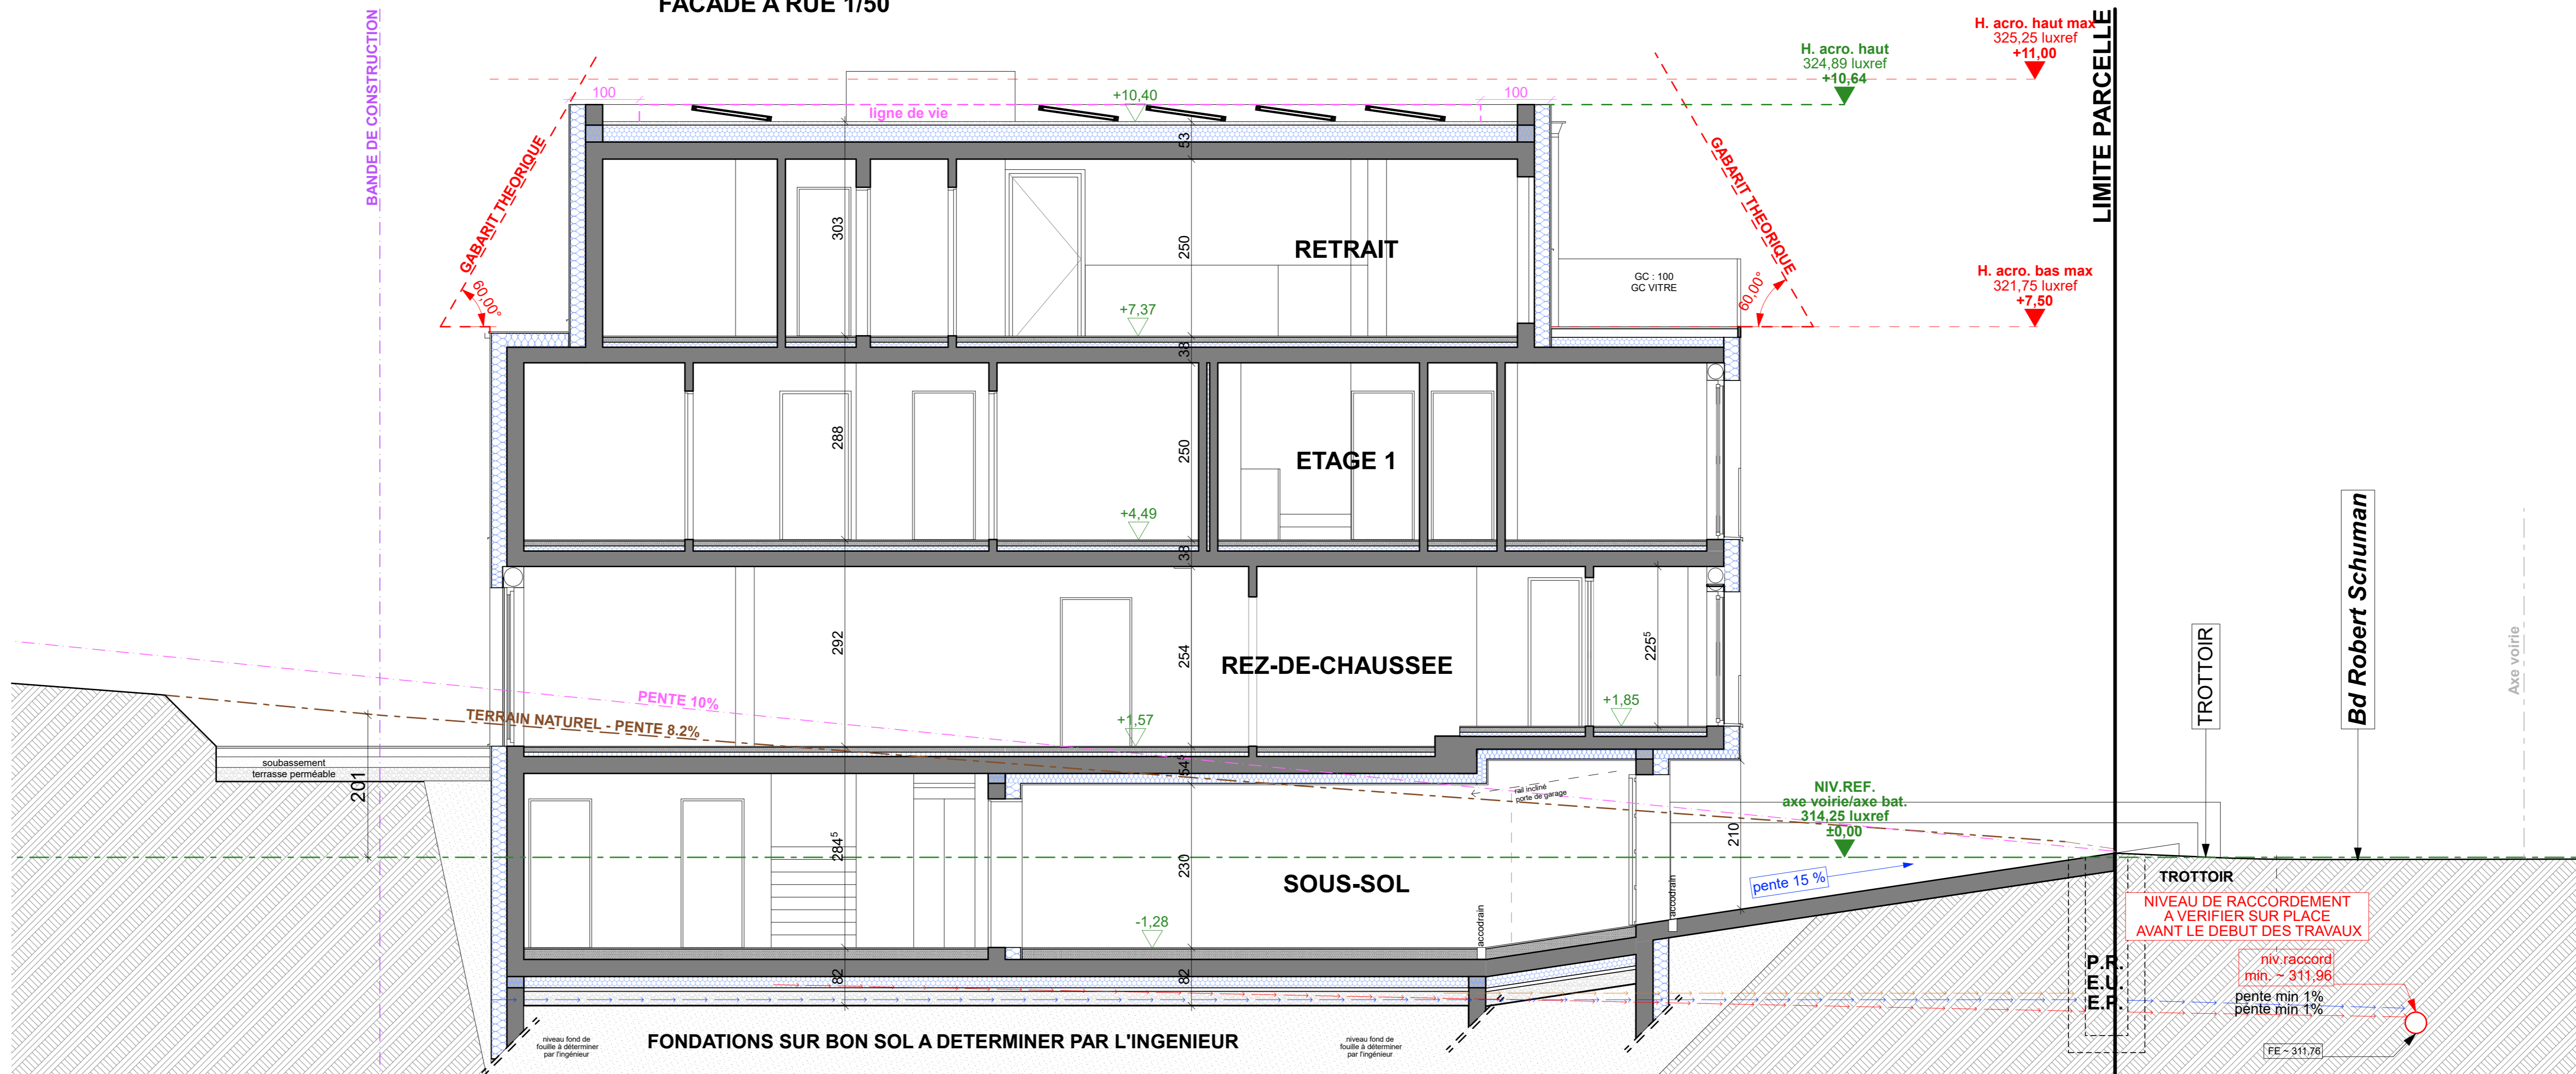 FACADE A RUE 1/50
BANDE DE CONSTRUCTION
LIMITE PARCELLE
H. acro. haut max
325,25 luxref
+11,00
H. acro. haut
324,89 luxref
+10,64
100
ligne de vie
+10,40
100
GABARIT THEORIQUE
60,00°
GABARIT THEORIQUE
60,00°
53
303
250
RETRAIT
GC : 100
GC VITRE
H. acro. bas max
321,75 luxref
+7,50
+7,37
38
288
250
ETAGE 1
+4,49
38
292
254
REZ-DE-CHAUSSEE
225⁵
+1,85
+1,57
PENTE 10%
TERRAIN NATUREL - PENTE 8.2%
soubassement
terrasse perméable
201
54⁵
rail incliné
porte de garage
NIV.REF.
axe voirie/axe bat.
314,25 luxref
±0,00
TROTTOIR
Bd Robert Schuman
Axe voirie
284⁵
230
SOUS-SOL
210
-1,28
accodrain
accodrain
pente 15 %
TROTTOIR
NIVEAU DE RACCORDEMENT
A VERIFIER SUR PLACE
AVANT LE DEBUT DES TRAVAUX
P.R.
E.U.
E.P.
niv.raccord
min. ~ 311,96
pente min 1%
pente min 1%
FE ~ 311,76
82
82
niveau fond de
fouille à déterminer
par l'ingénieur
FONDATIONS SUR BON SOL A DETERMINER PAR L'INGENIEUR
niveau fond de
fouille à déterminer
par l'ingénieur